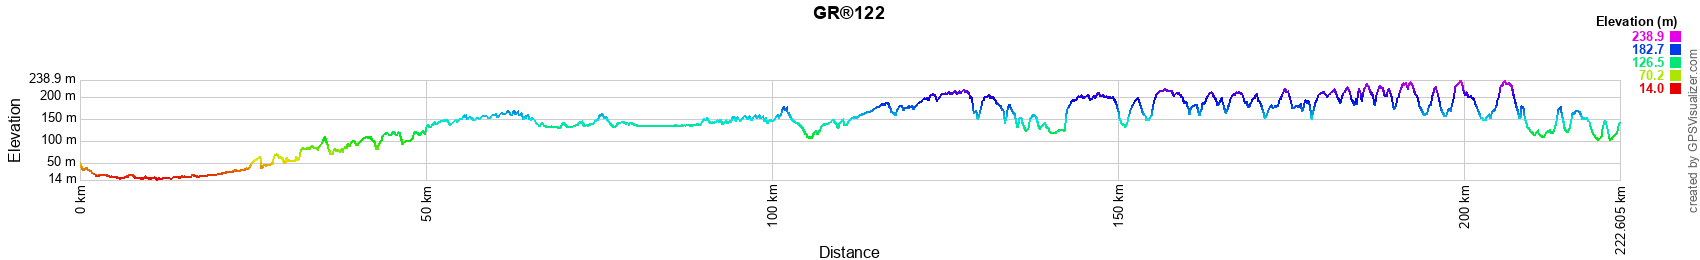 GR®122
Elevation (m)
238.9
182.7
126.5
70.2
14.0
238.9 m
200 m
150 m
100 m
50 m
14 m
Elevation
0 km
50 km
100 km
150 km
200 km
222.605 km
Distance
created by GPSVisualizer.com